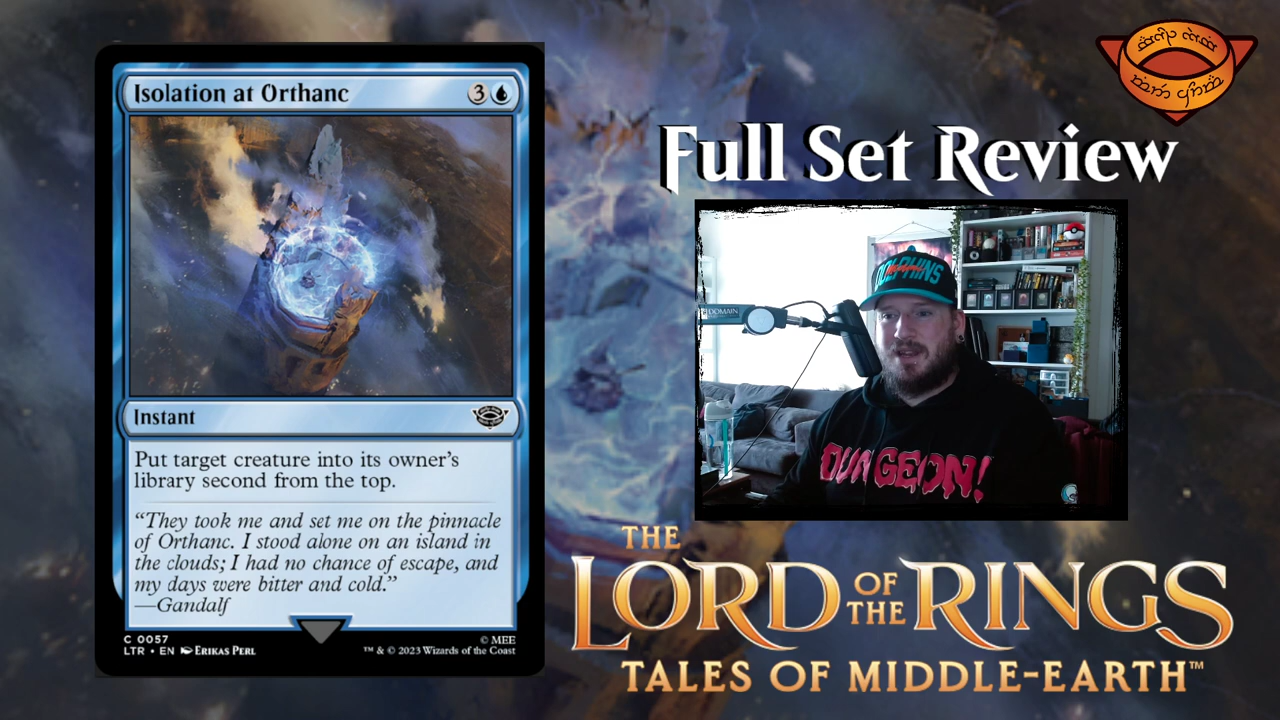 Isolation at Orthanc
3
Instant
Put target creature into its owner's
library second from the top.
“They took me and set me on the pinnacle
of Orthanc. I stood alone on an island in
the clouds; I had no chance of escape, and
my days were bitter and cold.”
—Gandalf
C 0057
LTR • EN ERIKAS PERL
© MEE
™ & © 2023 Wizards of the Coast
Full Set Review
DOLPHINS
DOMAIN
DUNGEON!
THE
LORD OF THE RINGS
TALES OF MIDDLE-EARTH™